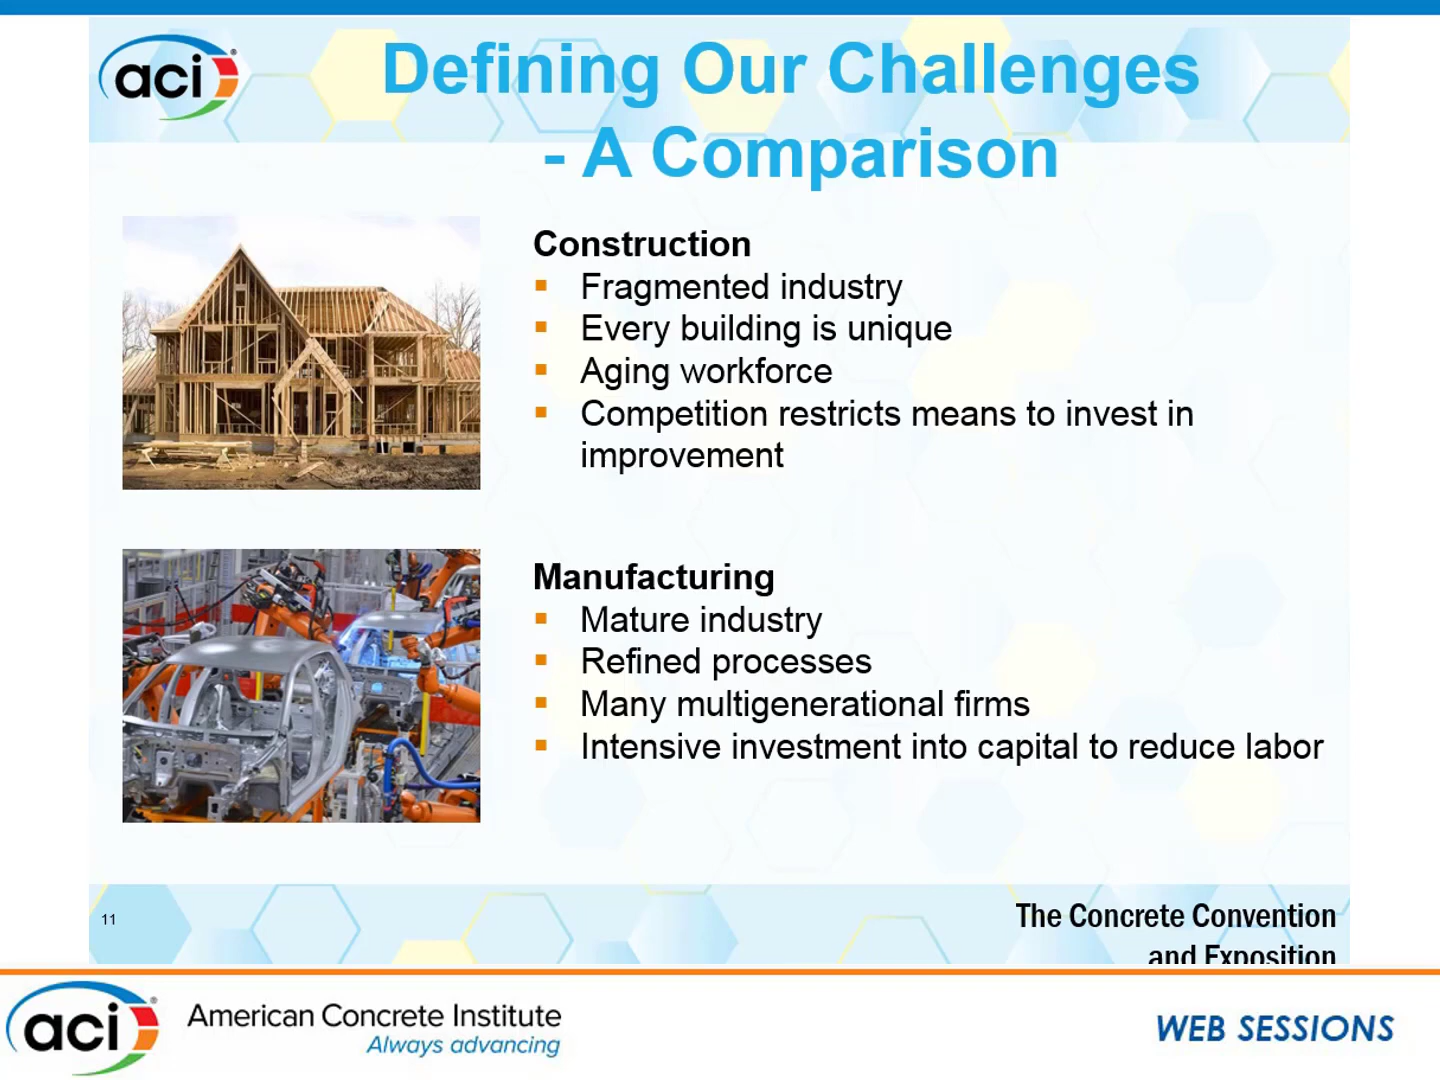 aci®
Defining Our Challenges
- A Comparison
Construction
▪ Fragmented industry
▪ Every building is unique
▪ Aging workforce
▪ Competition restricts means to invest in
improvement
Manufacturing
▪ Mature industry
▪ Refined processes
▪ Many multigenerational firms
▪ Intensive investment into capital to reduce labor
11
The Concrete Convention
and Exposition
aci®
American Concrete Institute
Always advancing
WEB SESSIONS